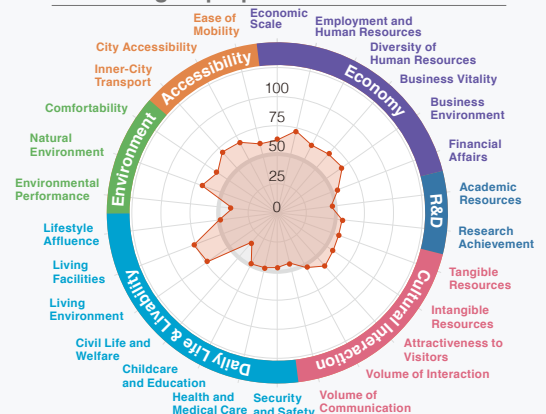 Economic
Scale
Employment and
Human Resources
Diversity of
Human Resources
Business Vitality
Business
Environment
Financial
Affairs
Academic
Resources
Research
Achievement
Tangible
Resources
Intangible
Resources
Attractiveness to
Visitors
Volume of Interaction
Volume of
Communication
Security
and Safety
Health and
Medical Care
Childcare
and Education
Civil Life and
Welfare
Living
Environment
Living
Facilities
Lifestyle
Affluence
Environmental
Performance
Natural
Environment
Comfortability
Inner-City
Transport
City Accessibility
Ease of
Mobility
Economy
R&D
Cultural Interaction
Daily Life & Livability
Environment
Accessibility
100
75
50
25
0